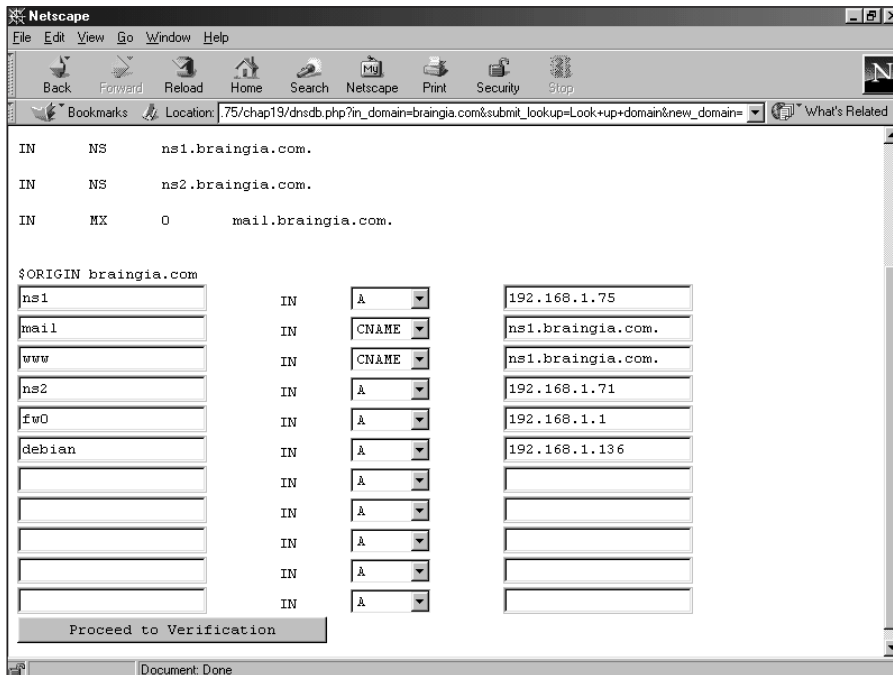 Netscape
File Edit View Go Window Help
Back Forward Reload Home Search Netscape Print Security Stop
My
N
Bookmarks Location: .75/chap19/dnsdb.php?in_domain=braingia.com&submit_lookup=Look+up+domain&new_domain= What's Related
IN NS ns1.braingia.com.
IN NS ns2.braingia.com.
IN MX 0 mail.braingia.com.
$ORIGIN braingia.com
ns1 IN A 192.168.1.75
mail IN CNAME ns1.braingia.com.
www IN CNAME ns1.braingia.com.
ns2 IN A 192.168.1.71
fw0 IN A 192.168.1.1
debian IN A 192.168.1.136
IN A
IN A
IN A
IN A
IN A
Proceed to Verification
Document: Done